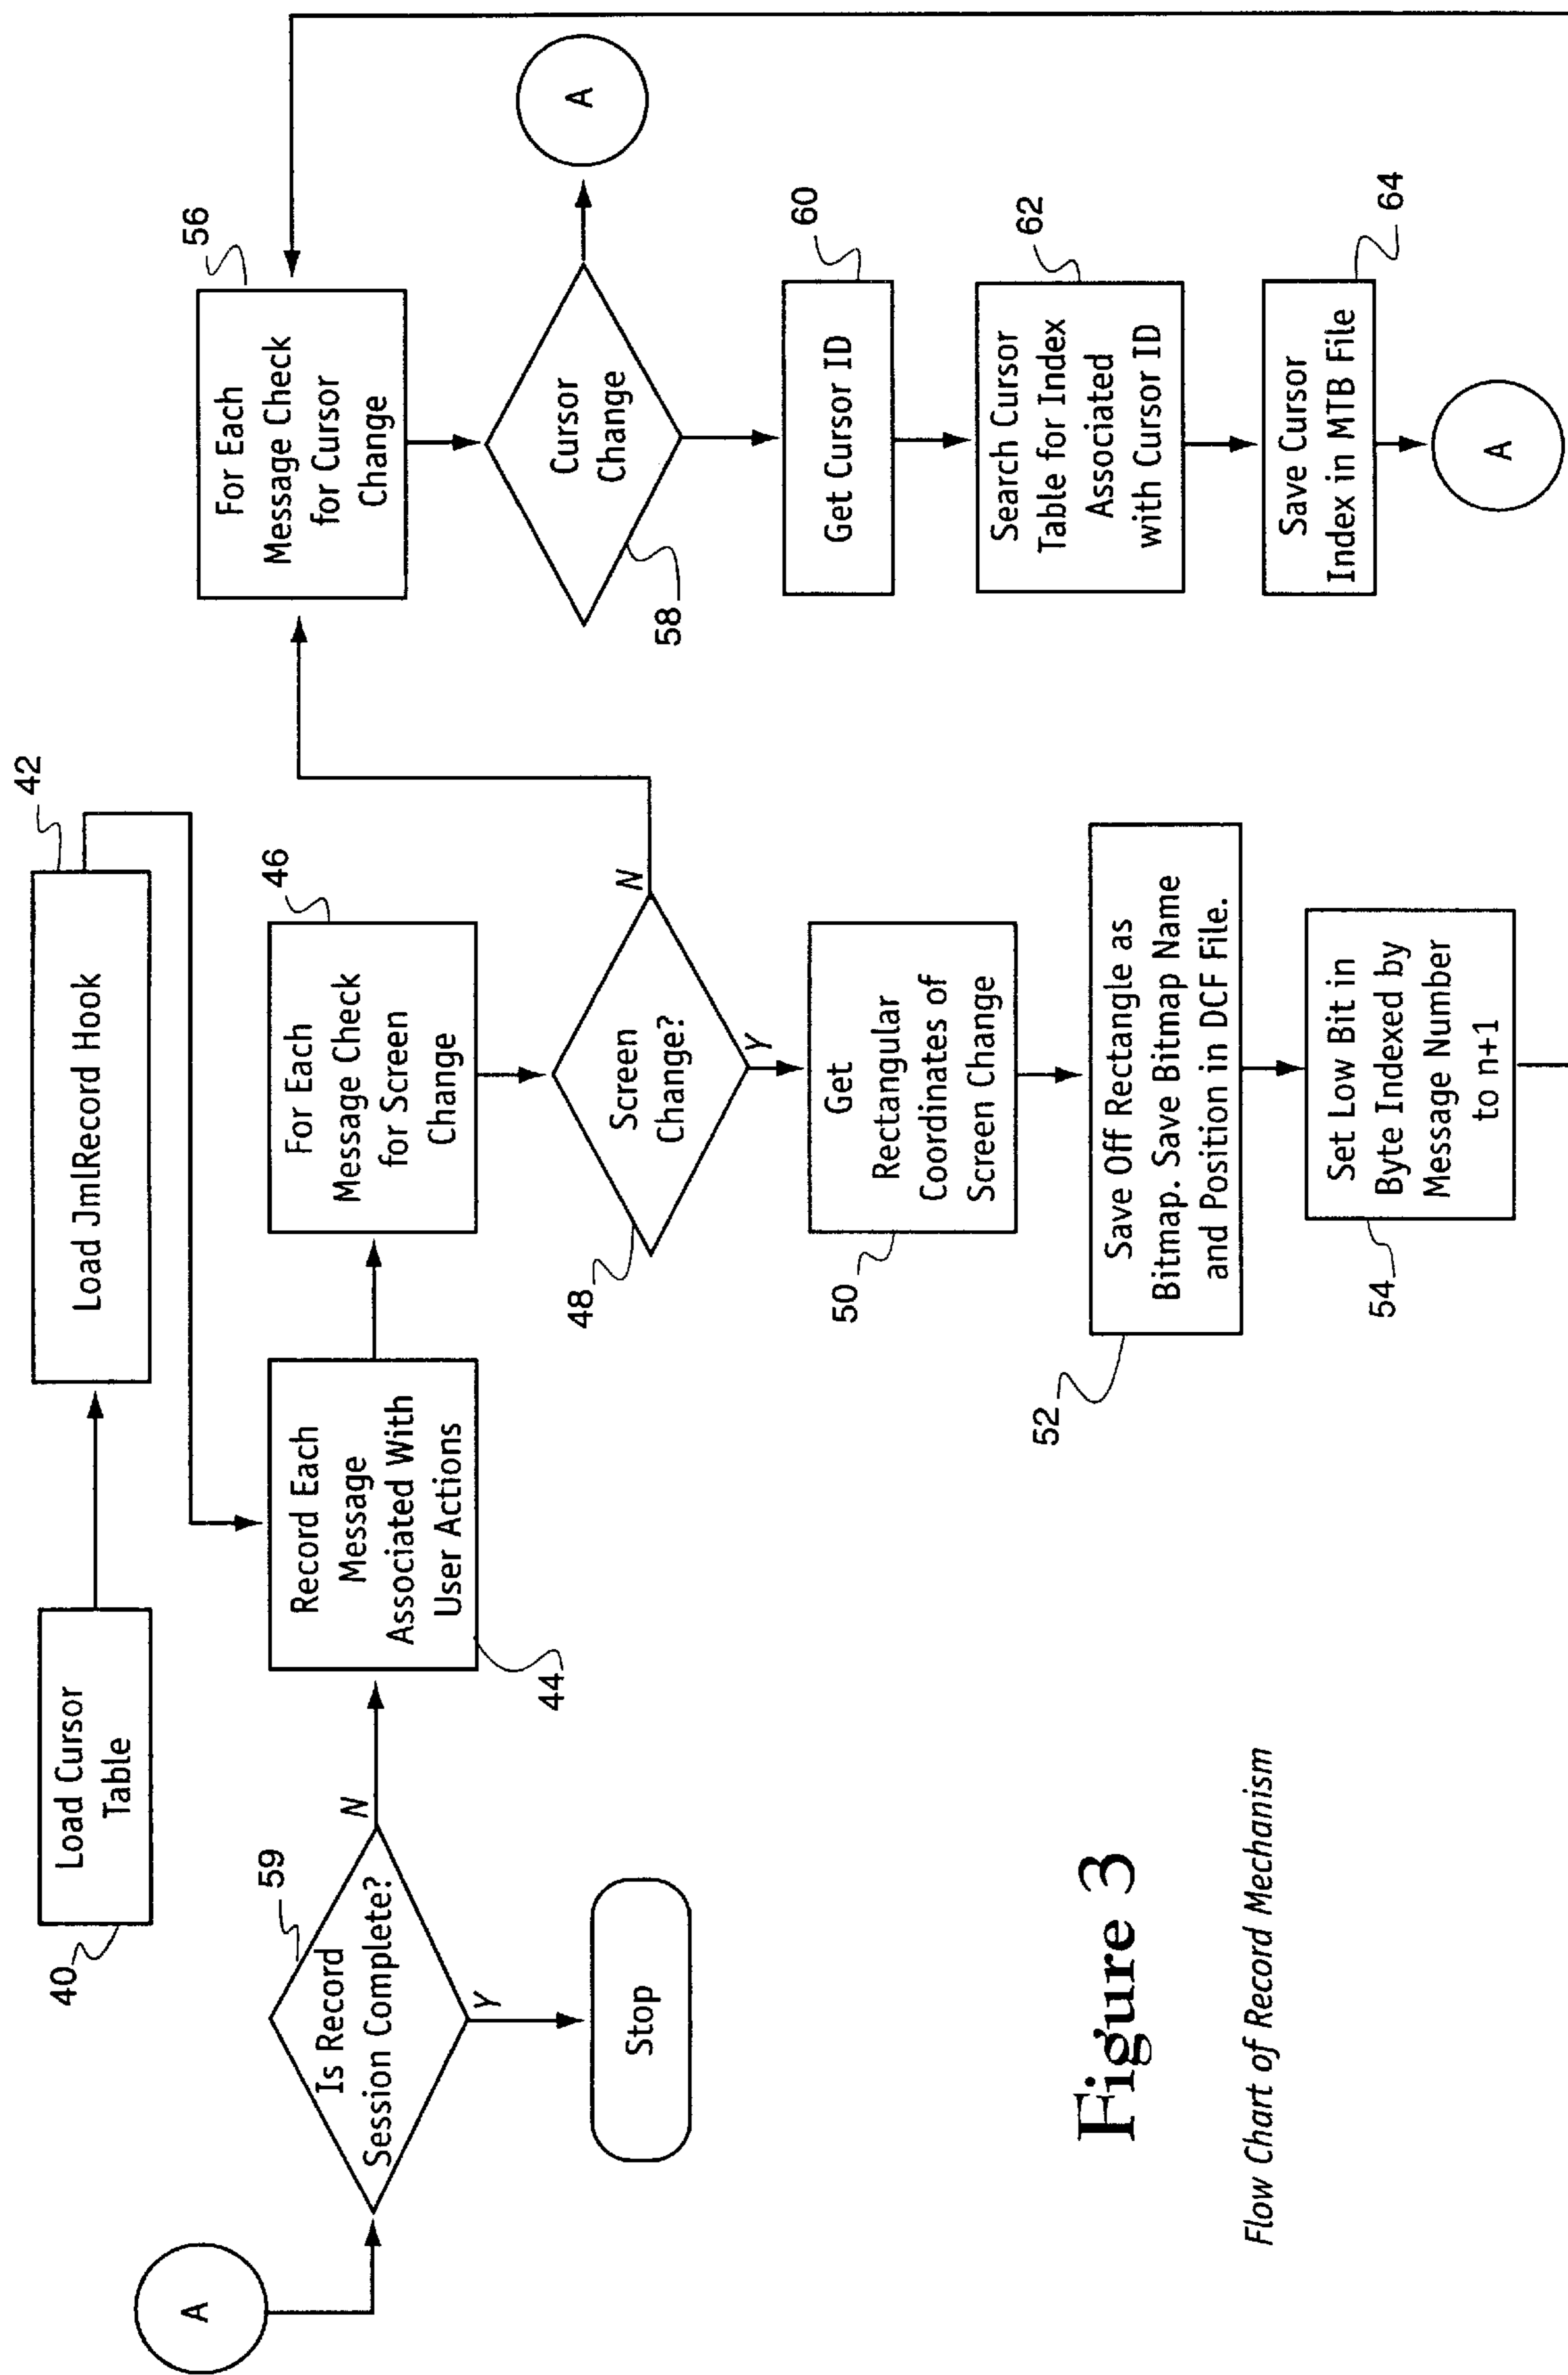 40
Load Cursor
Table
42
Load JmlRecord Hook
A
59
Is Record
Session Complete?
N
Y
Stop
44
Record Each
Message
Associated With
User Actions
46
For Each
Message Check
for Screen
Change
48
Screen
Change?
N
Y
50
Get
Rectangular
Coordinates of
Screen Change
52
Save Off Rectangle as
Bitmap. Save Bitmap Name
and Position in DCF File.
54
Set Low Bit in
Byte Indexed by
Message Number
to n+1
56
For Each
Message Check
for Cursor
Change
58
Cursor
Change
A
60
Get Cursor ID
62
Search Cursor
Table for Index
Associated
with Cursor ID
64
Save Cursor
Index in MTB File
A
Figure 3
Flow Chart of Record Mechanism